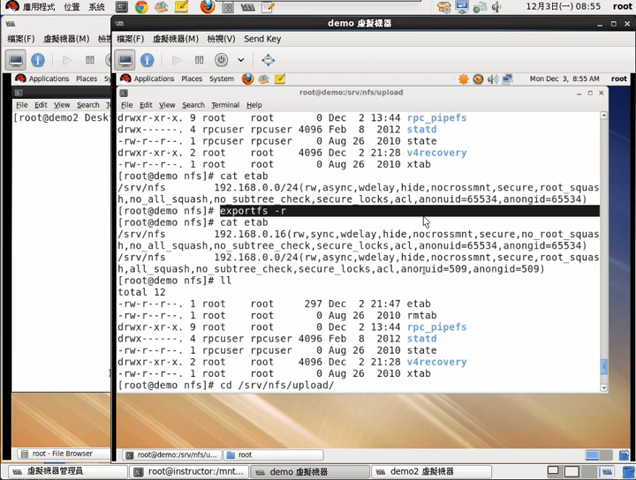 應用程式 位置 系統 12月3日(一) 08:55 root
demo 虛擬機器
檔案(F) 虛擬機(M)
檔案(F) 虛擬機器(M) 檢視(V) Send Key
Applications
Applications Places System Mon Dec 3, 8:55 AM root
root@demo:/srv/nfs/upload
File Edit View Search
File Edit View Search Terminal Help
[root@demo2 Desk
drwxr-xr-x. 9 root root 0 Dec 2 13:44 rpc_pipefs
drwx------. 4 rpcuser rpcuser 4096 Feb 8 2012 statd
-rw-r--r--. 1 rpcuser rpcuser 0 Aug 26 2010 state
drwxr-xr-x. 2 root root 4096 Dec 2 21:28 v4recovery
-rw-r--r--. 1 root root 0 Aug 26 2010 xtab
[root@demo nfs]# cat etab
/srv/nfs 192.168.0.0/24(rw,async,wdelay,hide,nocrossmnt,secure,root_squas
h,no_all_squash,no_subtree_check,secure_locks,acl,anonuid=65534,anongid=65534)
[root@demo nfs]# exportfs -r
[root@demo nfs]# cat etab
/srv/nfs 192.168.0.16(rw,sync,wdelay,hide,nocrossmnt,secure,no_root_squas
h,no_all_squash,no_subtree_check,secure_locks,acl,anonuid=65534,anongid=65534)
/srv/nfs 192.168.0.0/24(rw,async,wdelay,hide,nocrossmnt,secure,root_squas
h,all_squash,no_subtree_check,secure_locks,acl,anonuid=509,anongid=509)
[root@demo nfs]# ll
total 12
-rw-r--r--. 1 root root 297 Dec 2 21:47 etab
-rw-r--r--. 1 root root 0 Aug 26 2010 rmtab
drwxr-xr-x. 9 root root 0 Dec 2 13:44 rpc_pipefs
drwx------. 4 rpcuser rpcuser 4096 Feb 8 2012 statd
-rw-r--r--. 1 rpcuser rpcuser 0 Aug 26 2010 state
drwxr-xr-x. 2 root root 4096 Dec 2 21:28 v4recovery
-rw-r--r--. 1 root root 0 Aug 26 2010 xtab
[root@demo nfs]# cd /srv/nfs/upload/
root - File Browser
root@demo:/srv/nfs/u... root
虛擬機器管理員 root@instructor:/mnt... demo 虛擬機器 demo2 虛擬機器